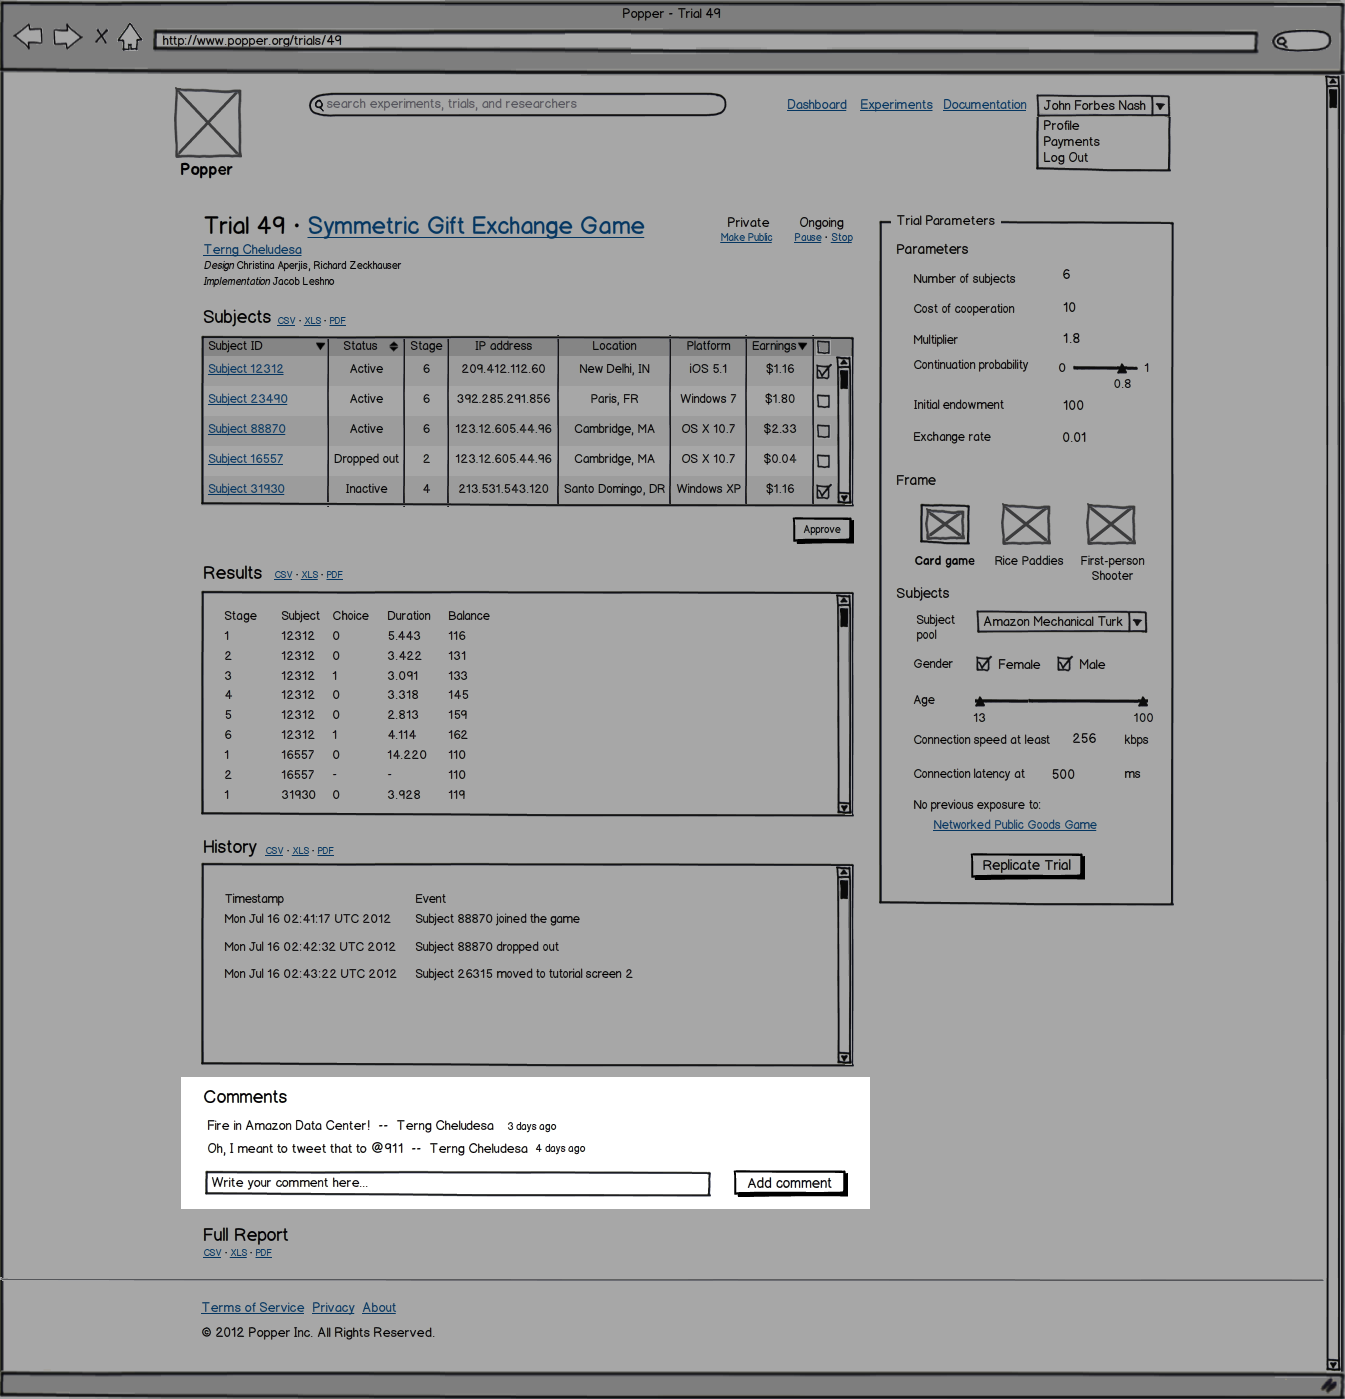 Popper - Trial 49
http://www.popper.org/trials/49
search experiments, trials, and researchers
Dashboard Experiments Documentation John Forbes Nash
Profile
Payments
Log Out
Popper
Trial 49 · Symmetric Gift Exchange Game
Terng Cheludesa
Design Christina Aperjis, Richard Zeckhauser
Implementation Jacob Leshno
Private Ongoing
Make Public Pause · Stop
Subjects CSV · XLS · PDF
Subject ID Status Stage IP address Location Platform Earnings
Subject 12312 Active 6 209.412.112.60 New Delhi, IN iOS 5.1 $1.16
Subject 23490 Active 6 392.285.291.856 Paris, FR Windows 7 $1.80
Subject 88870 Active 6 123.12.605.44.96 Cambridge, MA OS X 10.7 $2.33
Subject 16557 Dropped out 2 123.12.605.44.96 Cambridge, MA OS X 10.7 $0.04
Subject 31930 Inactive 4 213.531.543.120 Santo Domingo, DR Windows XP $1.16
Approve
Results CSV · XLS · PDF
Stage Subject Choice Duration Balance
1 12312 0 5.443 116
2 12312 0 3.422 131
3 12312 1 3.091 133
4 12312 0 3.318 145
5 12312 0 2.813 159
6 12312 1 4.114 162
1 16557 0 14.220 110
2 16557 - - 110
1 31930 0 3.928 119
History CSV · XLS · PDF
Timestamp Event
Mon Jul 16 02:41:17 UTC 2012 Subject 88870 joined the game
Mon Jul 16 02:42:32 UTC 2012 Subject 88870 dropped out
Mon Jul 16 02:43:22 UTC 2012 Subject 26315 moved to tutorial screen 2
Comments
Fire in Amazon Data Center! -- Terng Cheludesa 3 days ago
Oh, I meant to tweet that to @911 -- Terng Cheludesa 4 days ago
Write your comment here...
Add comment
Full Report
CSV · XLS · PDF
Trial Parameters
Parameters
Number of subjects 6
Cost of cooperation 10
Multiplier 1.8
Continuation probability 0 1
0.8
Initial endowment 100
Exchange rate 0.01
Frame
Card game Rice Paddies First-person
Shooter
Subjects
Subject
pool
Amazon Mechanical Turk
Gender Female Male
Age
13 100
Connection speed at least 256 kbps
Connection latency at 500 ms
No previous exposure to:
Networked Public Goods Game
Replicate Trial
Terms of Service Privacy About
© 2012 Popper Inc. All Rights Reserved.